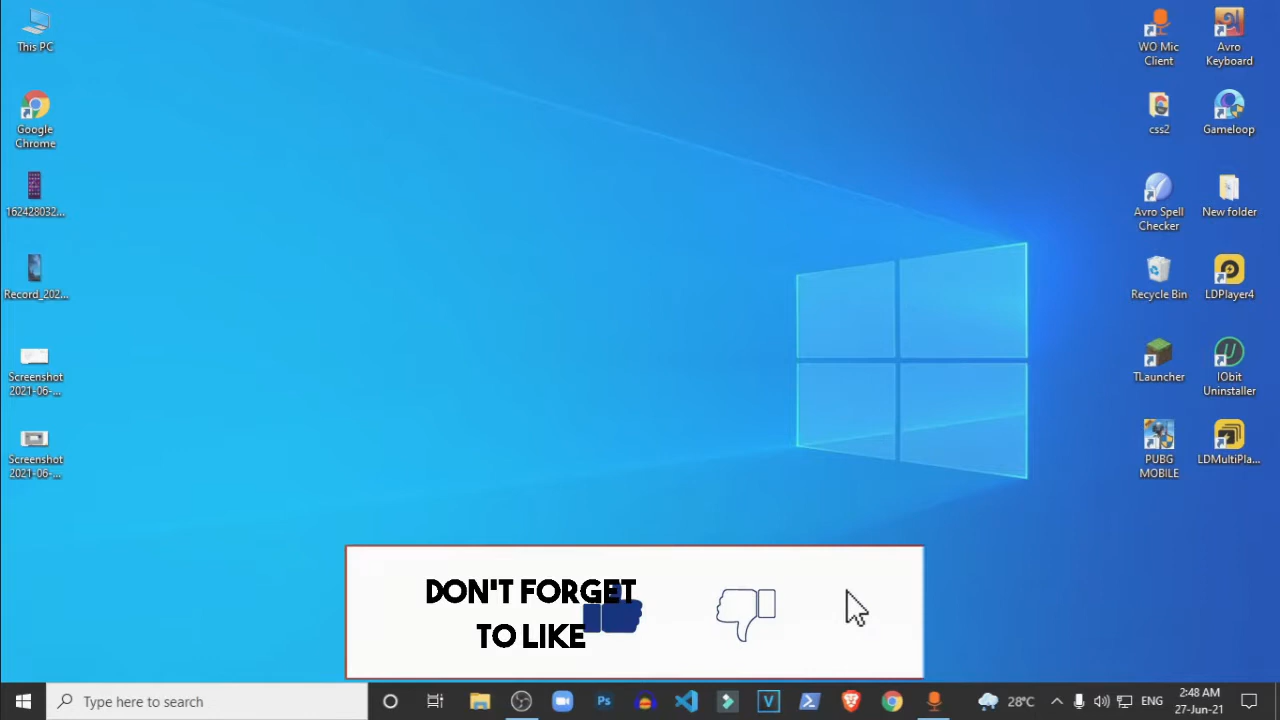 This PC
Google
Chrome
162428032...
Record_202...
Screenshot
2021-06-...
Screenshot
2021-06-...
WO Mic
Client
Avro
Keyboard
css2
Gameloop
Avro Spell
Checker
New folder
Recycle Bin
LDPlayer4
TLauncher
IObit
Uninstaller
PUBG
MOBILE
LDMultiPla...
DON'T FORGET
TO LIKE
Type here to search
Ps
V
28°C
ENG
2:48 AM
27-Jun-21